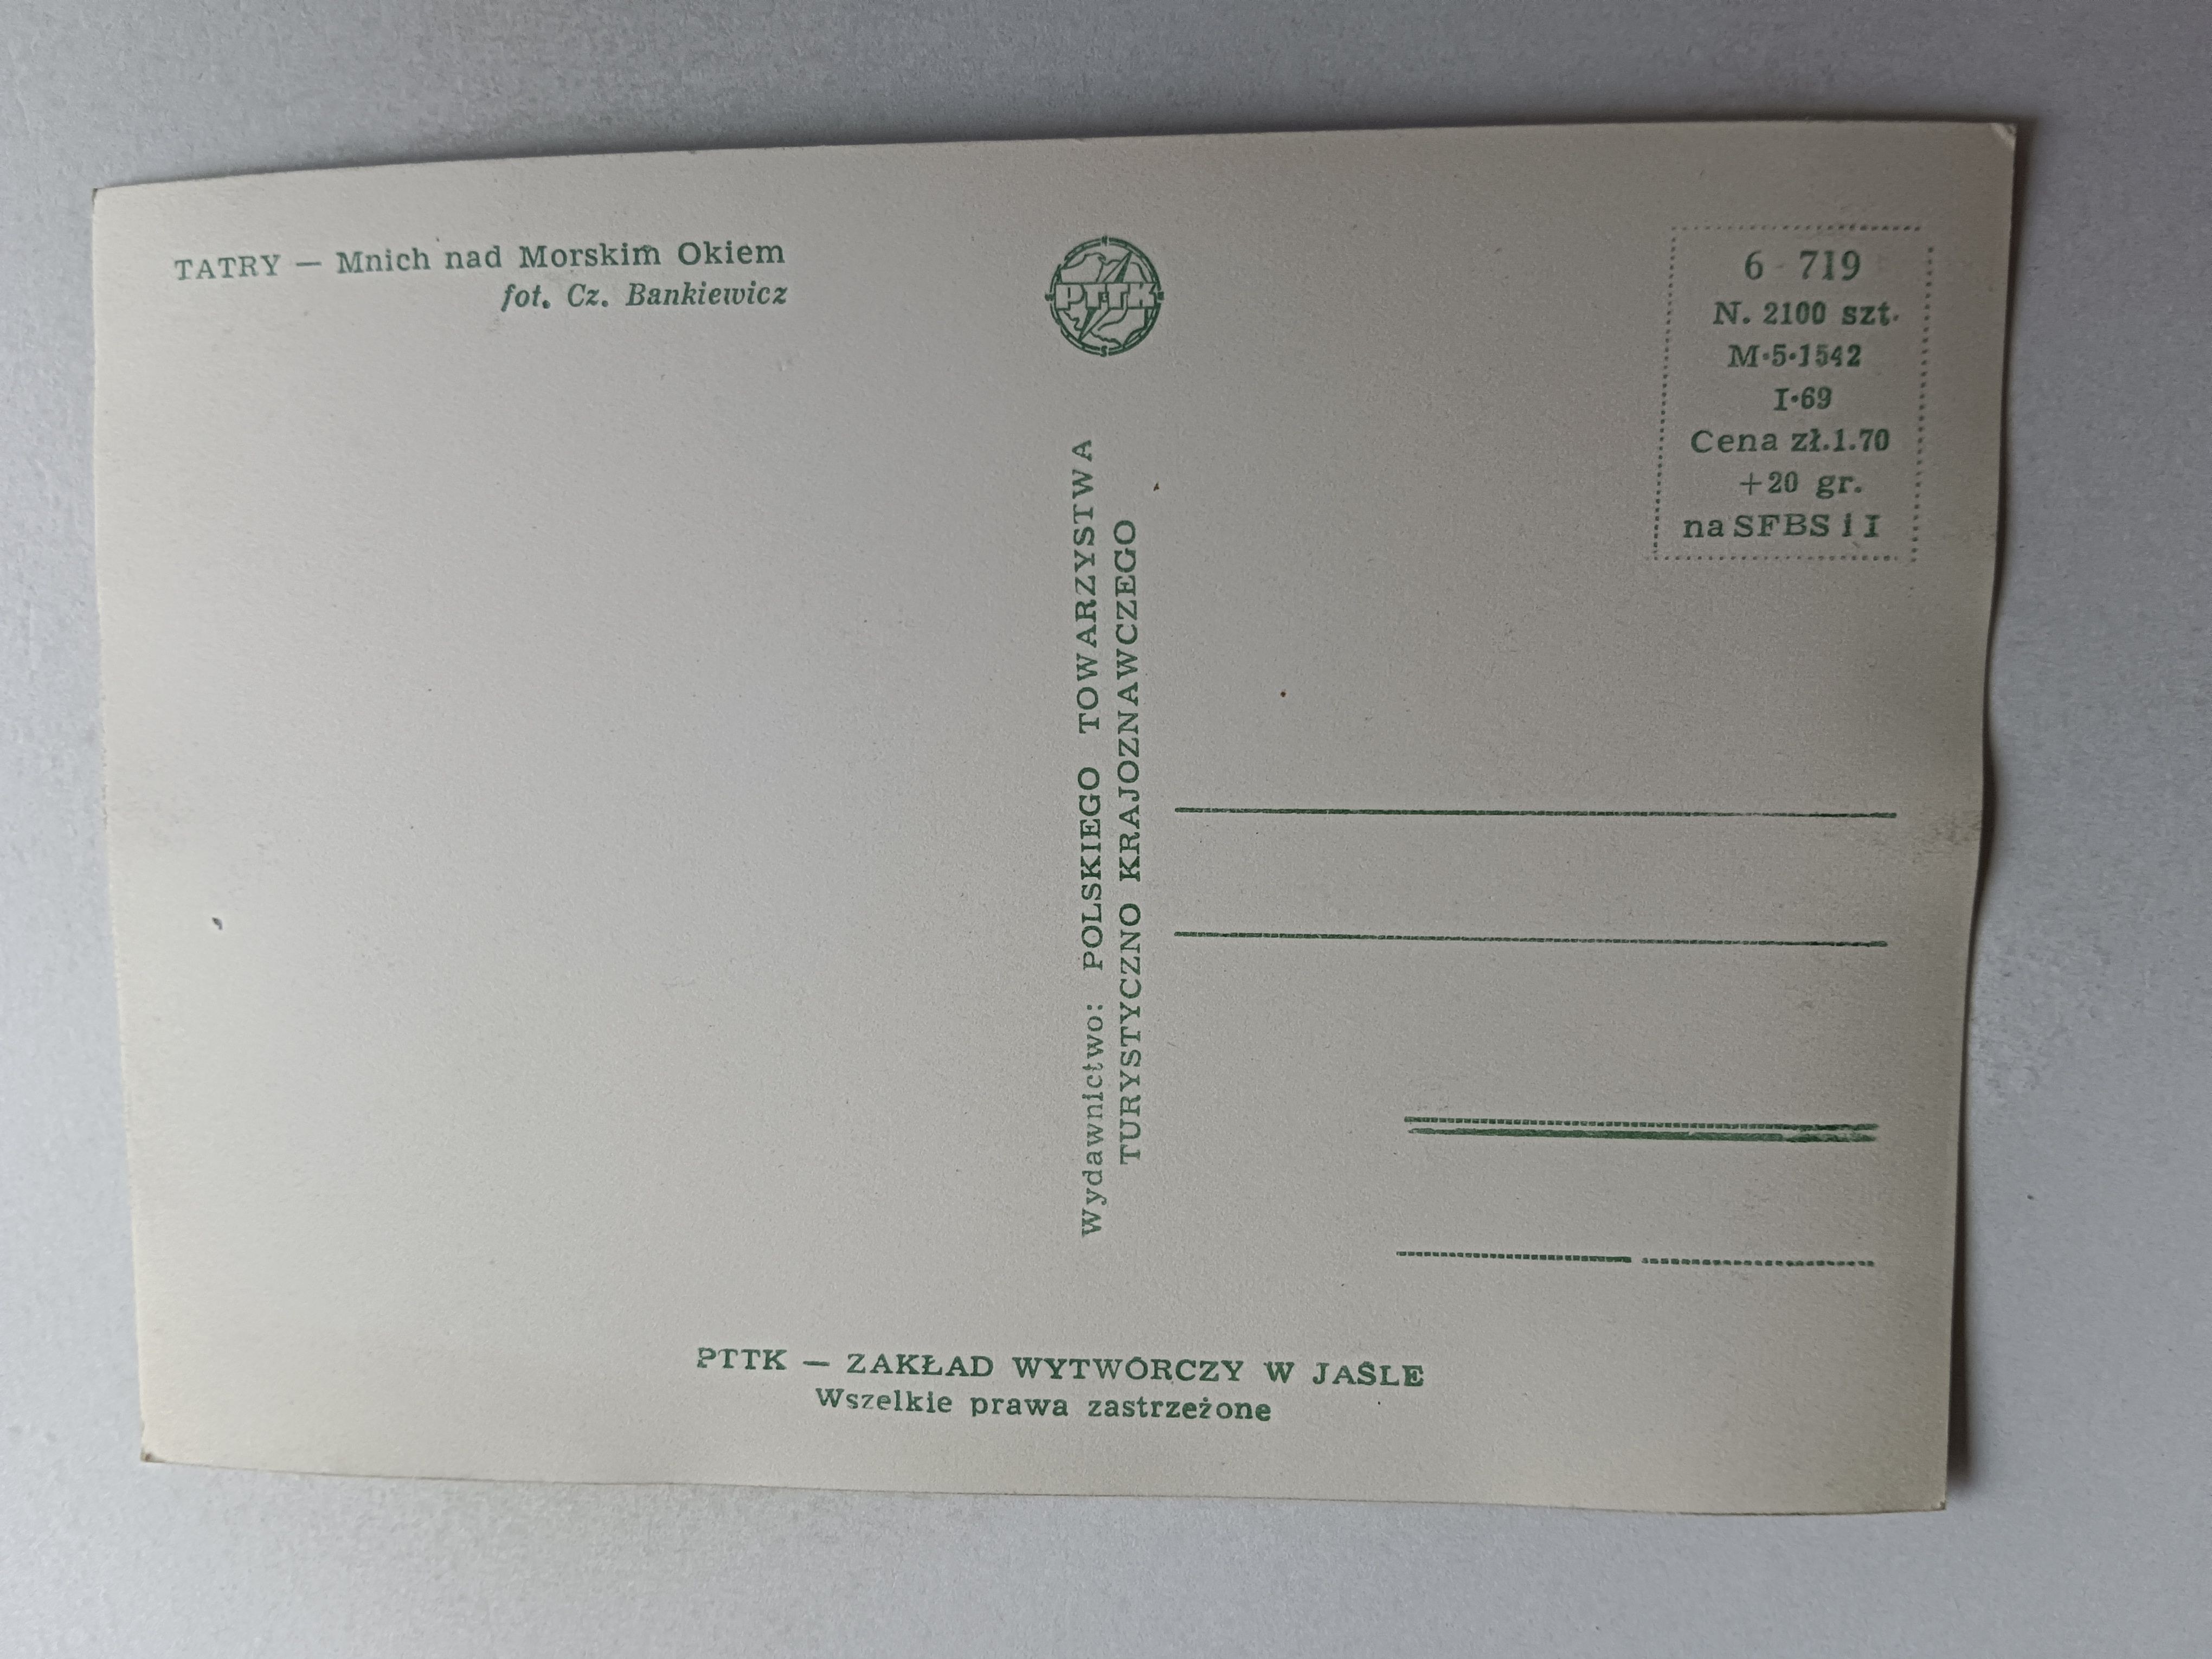 TATRY — Mnich nad Morskim Okiem
fot. Cz. Bankiewicz
PTTK
6-719
N. 2100 szt.
M·5·1542
I·69
Cena zł.1.70
+20 gr.
na SFBS i I
Wydawnictwo: POLSKIEGO TOWARZYSTWA
TURYSTYCZNO KRAJOZNAWCZEGO
PTTK — ZAKŁAD WYTWÓRCZY W JAŚLE
Wszelkie prawa zastrzeżone